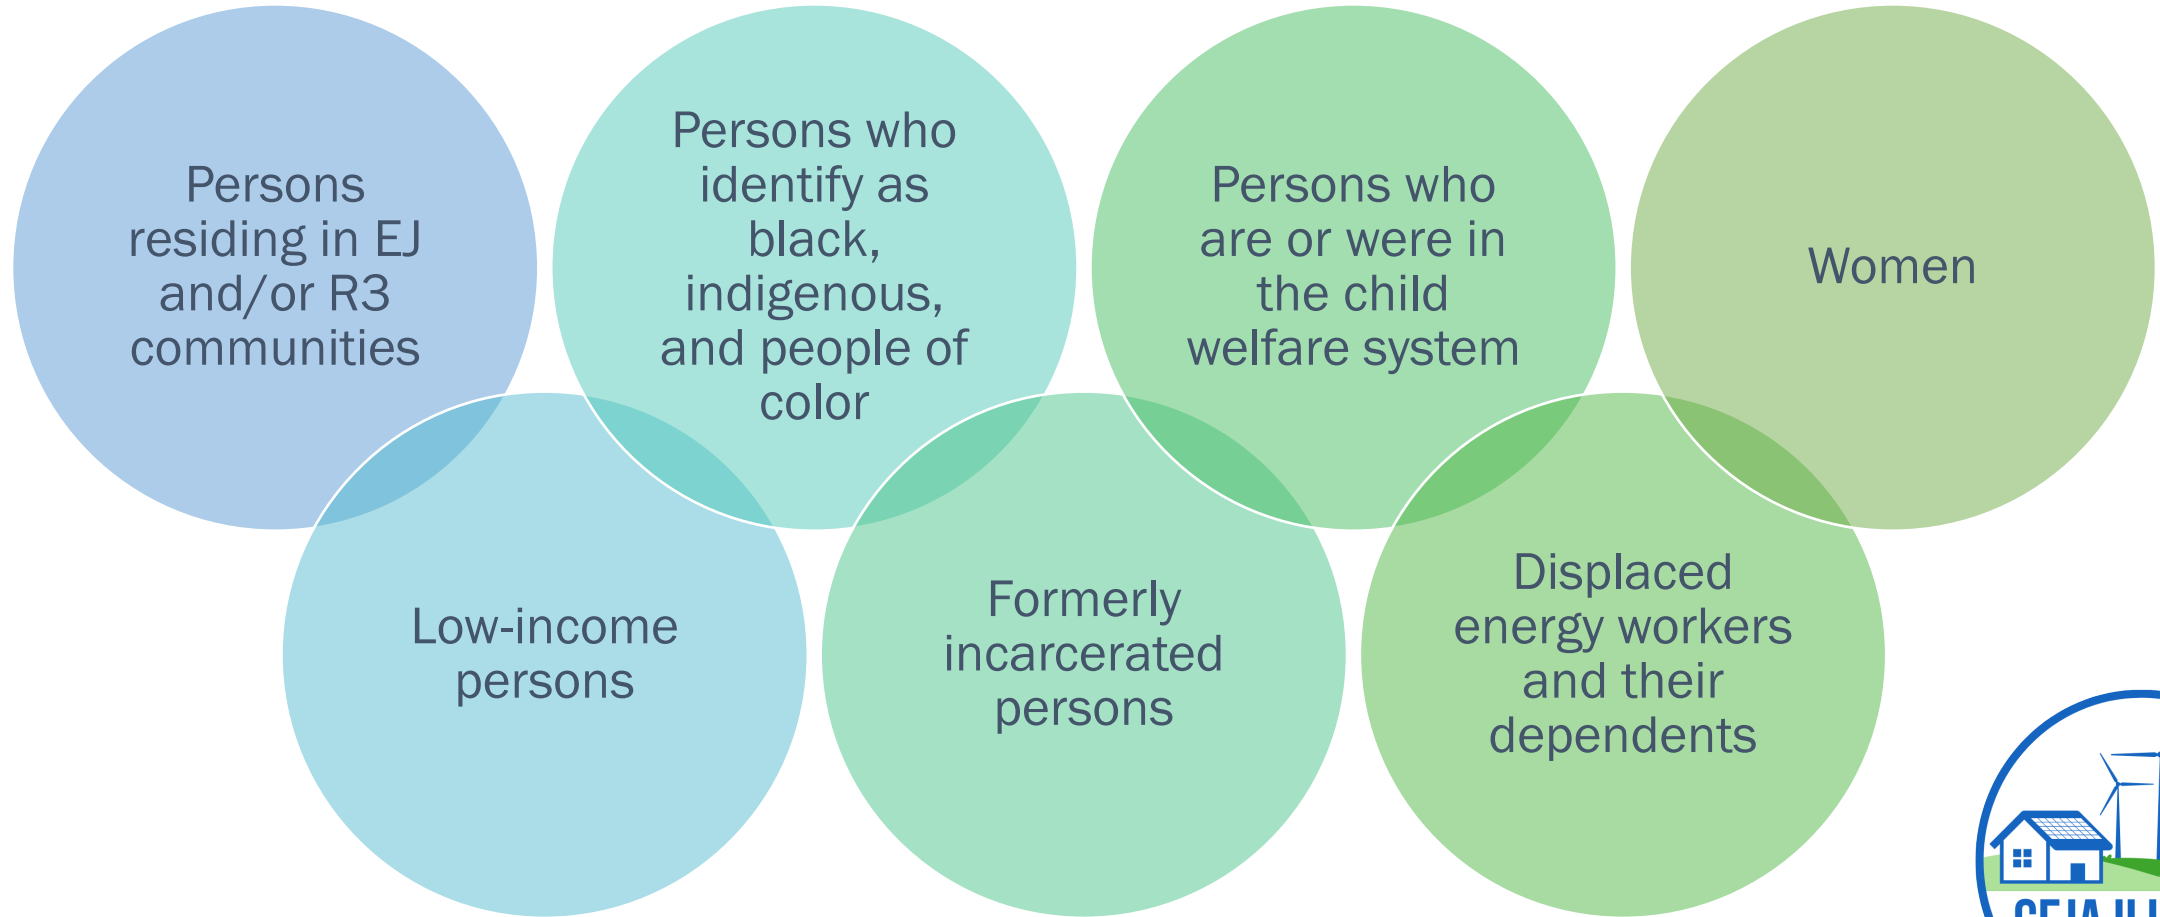 Persons
residing in EJ
and/or R3
communities
Persons who
identify as
black,
indigenous,
and people of
color
Persons who
are or were in
the child
welfare system
Women
Low-income
persons
Formerly
incarcerated
persons
Displaced
energy workers
and their
dependents
CEJA